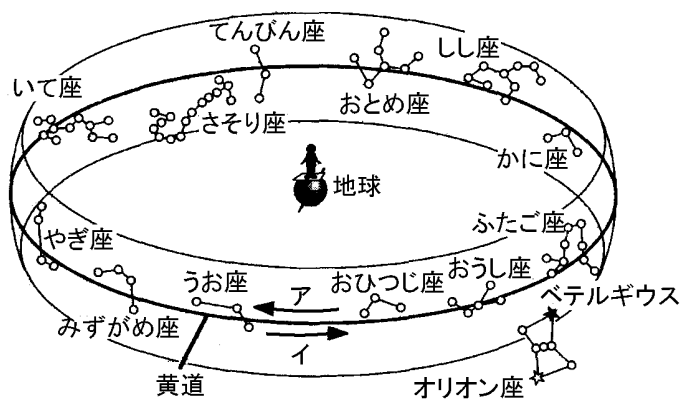 てんびん座
しし座
いて座
おとめ座
さそり座
かに座
地球
ふたご座
やぎ座
うお座
おひつじ座
おうし座
ア
ベテルギウス
みずがめ座
イ
黄道
オリオン座